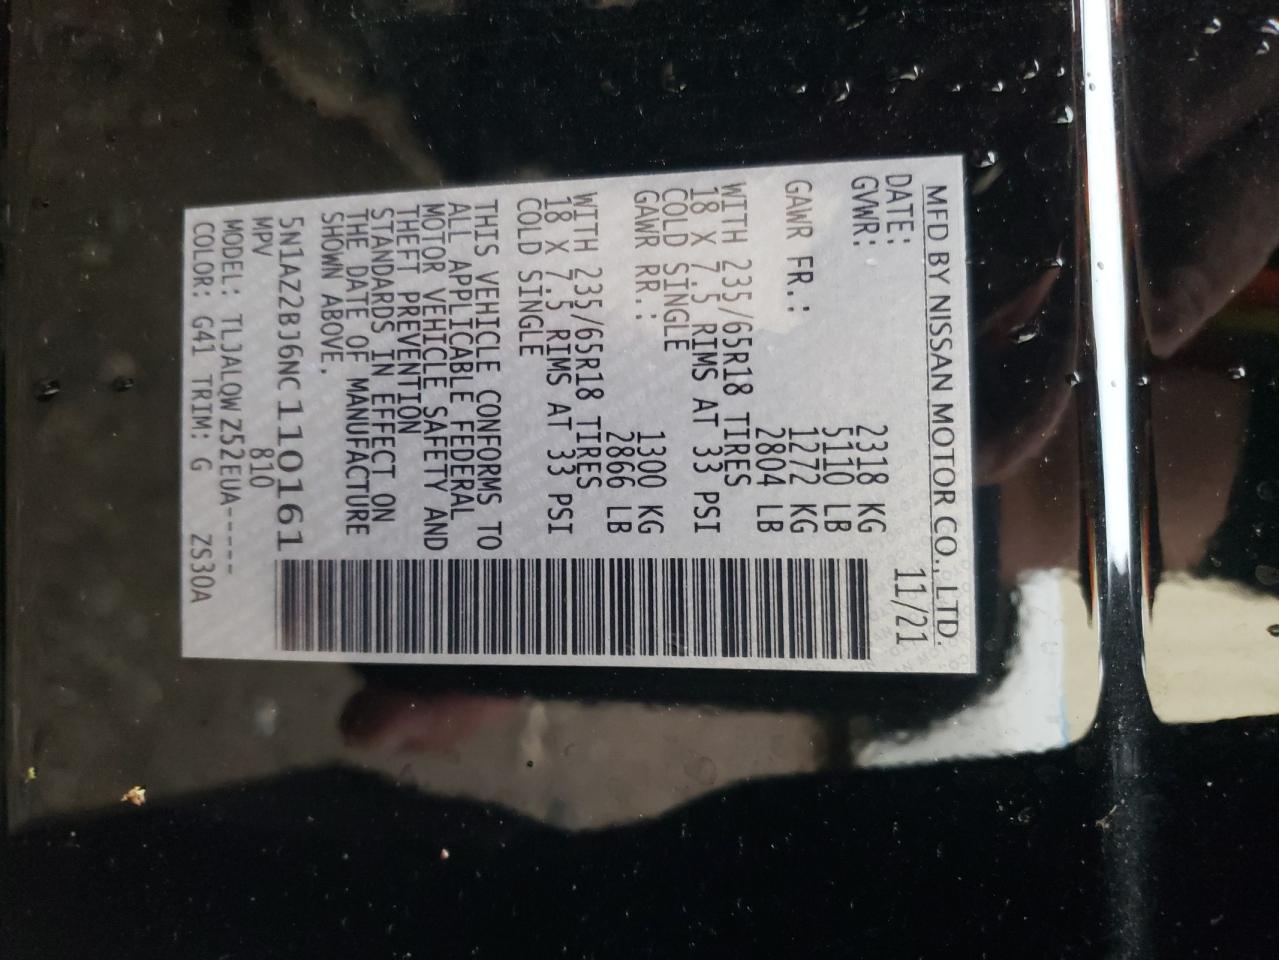 MFD BY NISSAN MOTOR CO., LTD.
DATE: 11/21
GVWR: 2318 KG
5110 LB
GAWR FR.: 1272 KG
2804 LB
WITH 235/65R18 TIRES
18 X 7.5 RIMS AT 33 PSI
COLD SINGLE
GAWR RR.: 1300 KG
2866 LB
WITH 235/65R18 TIRES
18 X 7.5 RIMS AT 33 PSI
COLD SINGLE
THIS VEHICLE CONFORMS TO
ALL APPLICABLE FEDERAL
MOTOR VEHICLE SAFETY AND
THEFT PREVENTION
STANDARDS IN EFFECT ON
THE DATE OF MANUFACTURE
SHOWN ABOVE.
5N1AZ2BJ6NC110161
MPV 810
MODEL: TLJALQWZ52EUA-----
COLOR: G41 TRIM: G ZS30A